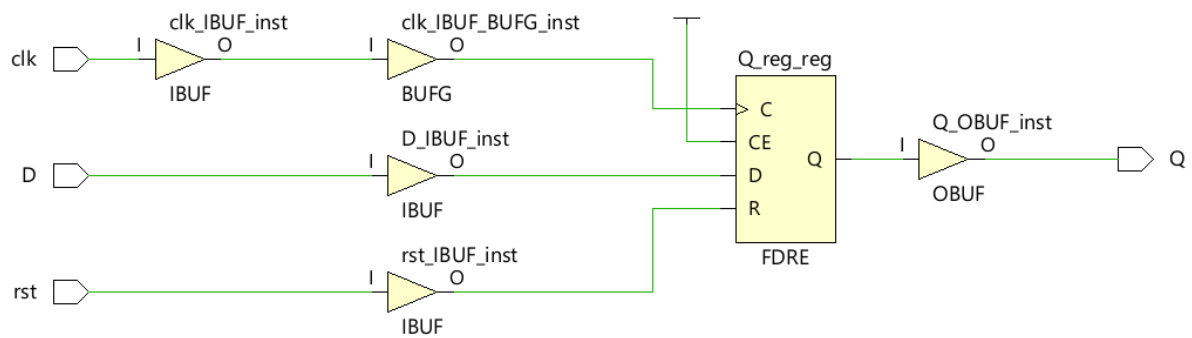 clk_IBUF_inst
clk_IBUF_BUFG_inst
clk
I
O
I
O
IBUF
BUFG
Q_reg_reg
C
CE
D
R
Q
FDRE
D_IBUF_inst
D
I
O
IBUF
rst_IBUF_inst
rst
I
O
IBUF
Q_OBUF_inst
I
O
OBUF
Q